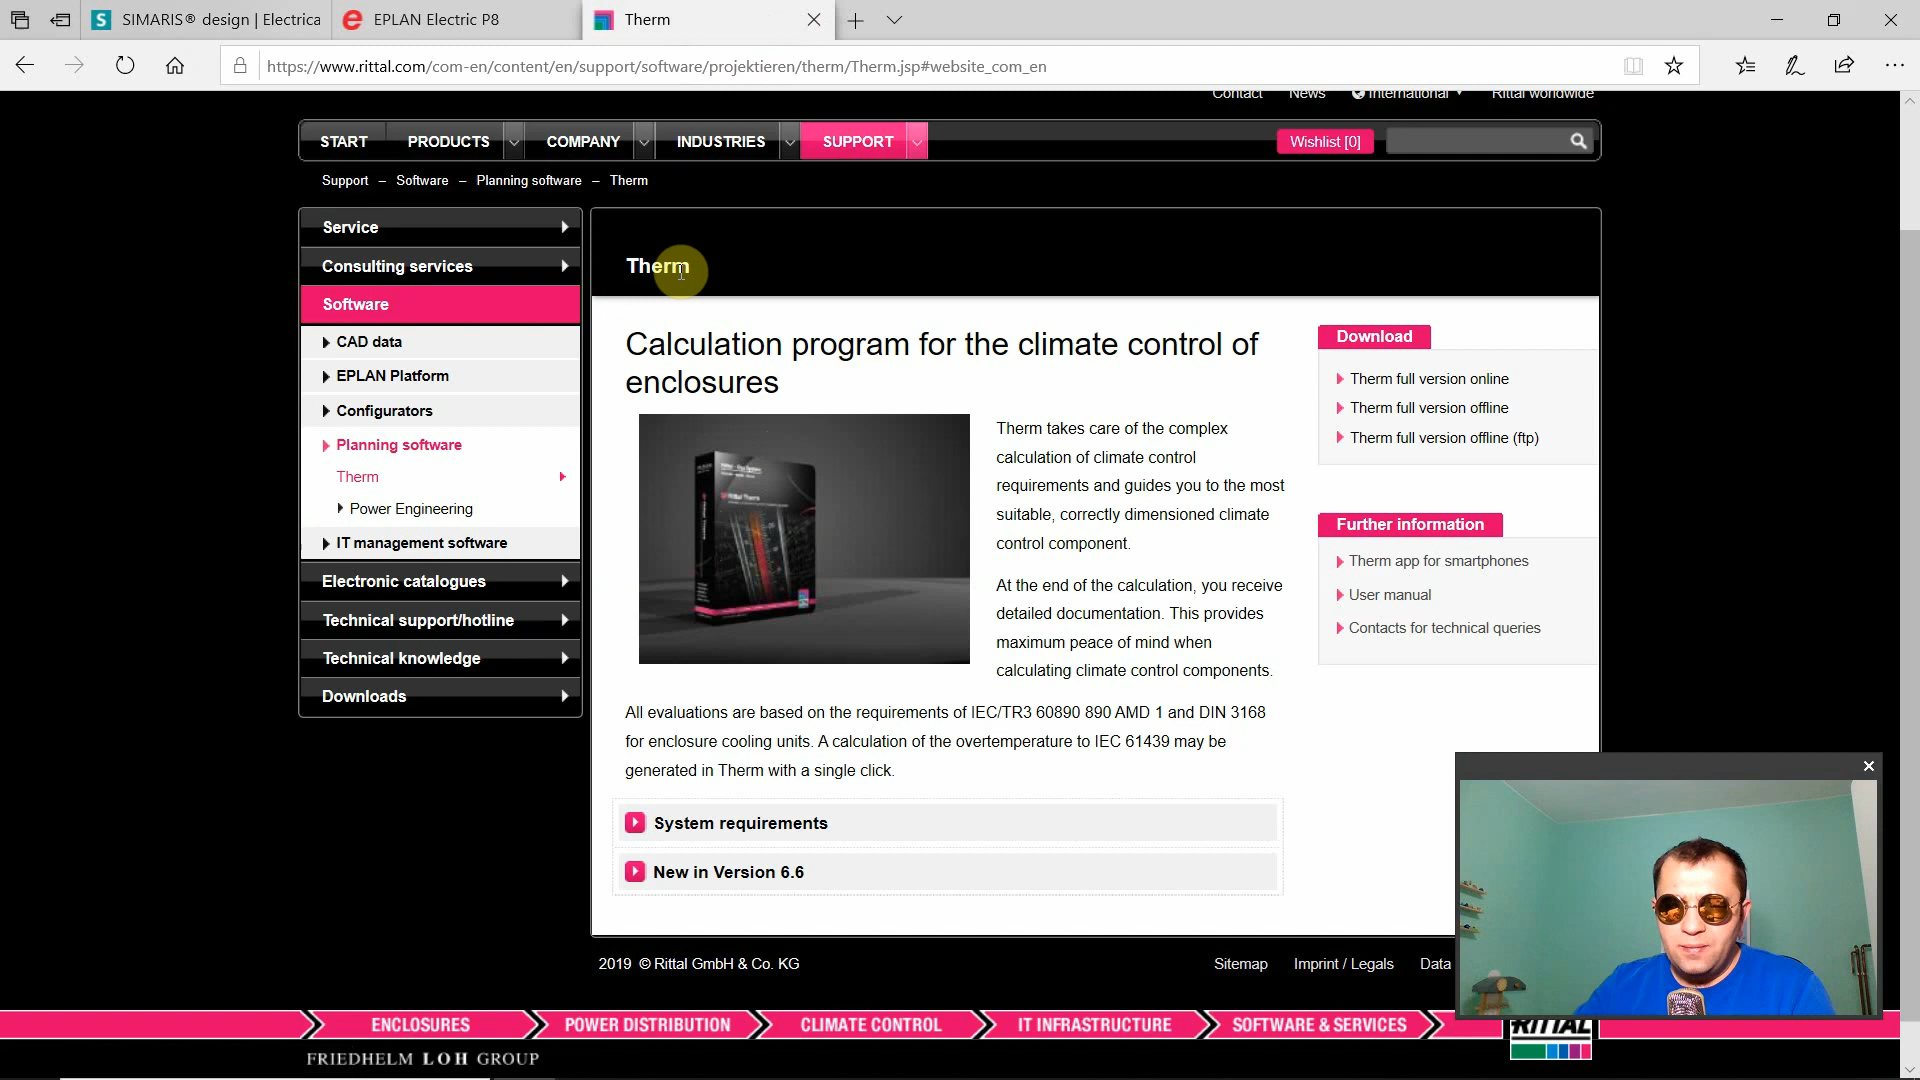 SIMARIS® design | Electrica
EPLAN Electric P8
Therm
https://www.rittal.com/com-en/content/en/support/software/projektieren/therm/Therm.jsp#website_com_en
Contact News International Rittal worldwide
START PRODUCTS COMPANY INDUSTRIES SUPPORT Wishlist [0]
Support – Software – Planning software – Therm
Service
Consulting services
Software
CAD data
EPLAN Platform
Configurators
Planning software
Therm
Power Engineering
IT management software
Electronic catalogues
Technical support/hotline
Technical knowledge
Downloads
Therm
Calculation program for the climate control of
enclosures
Therm takes care of the complex
calculation of climate control
requirements and guides you to the most
suitable, correctly dimensioned climate
control component.
At the end of the calculation, you receive
detailed documentation. This provides
maximum peace of mind when
calculating climate control components.
All evaluations are based on the requirements of IEC/TR3 60890 890 AMD 1 and DIN 3168
for enclosure cooling units. A calculation of the overtemperature to IEC 61439 may be
generated in Therm with a single click.
System requirements
New in Version 6.6
Download
Therm full version online
Therm full version offline
Therm full version offline (ftp)
Further information
Therm app for smartphones
User manual
Contacts for technical queries
2019 © Rittal GmbH & Co. KG
Sitemap Imprint / Legals Data
ENCLOSURES POWER DISTRIBUTION CLIMATE CONTROL IT INFRASTRUCTURE SOFTWARE & SERVICES
RITTAL
FRIEDHELM LOH GROUP